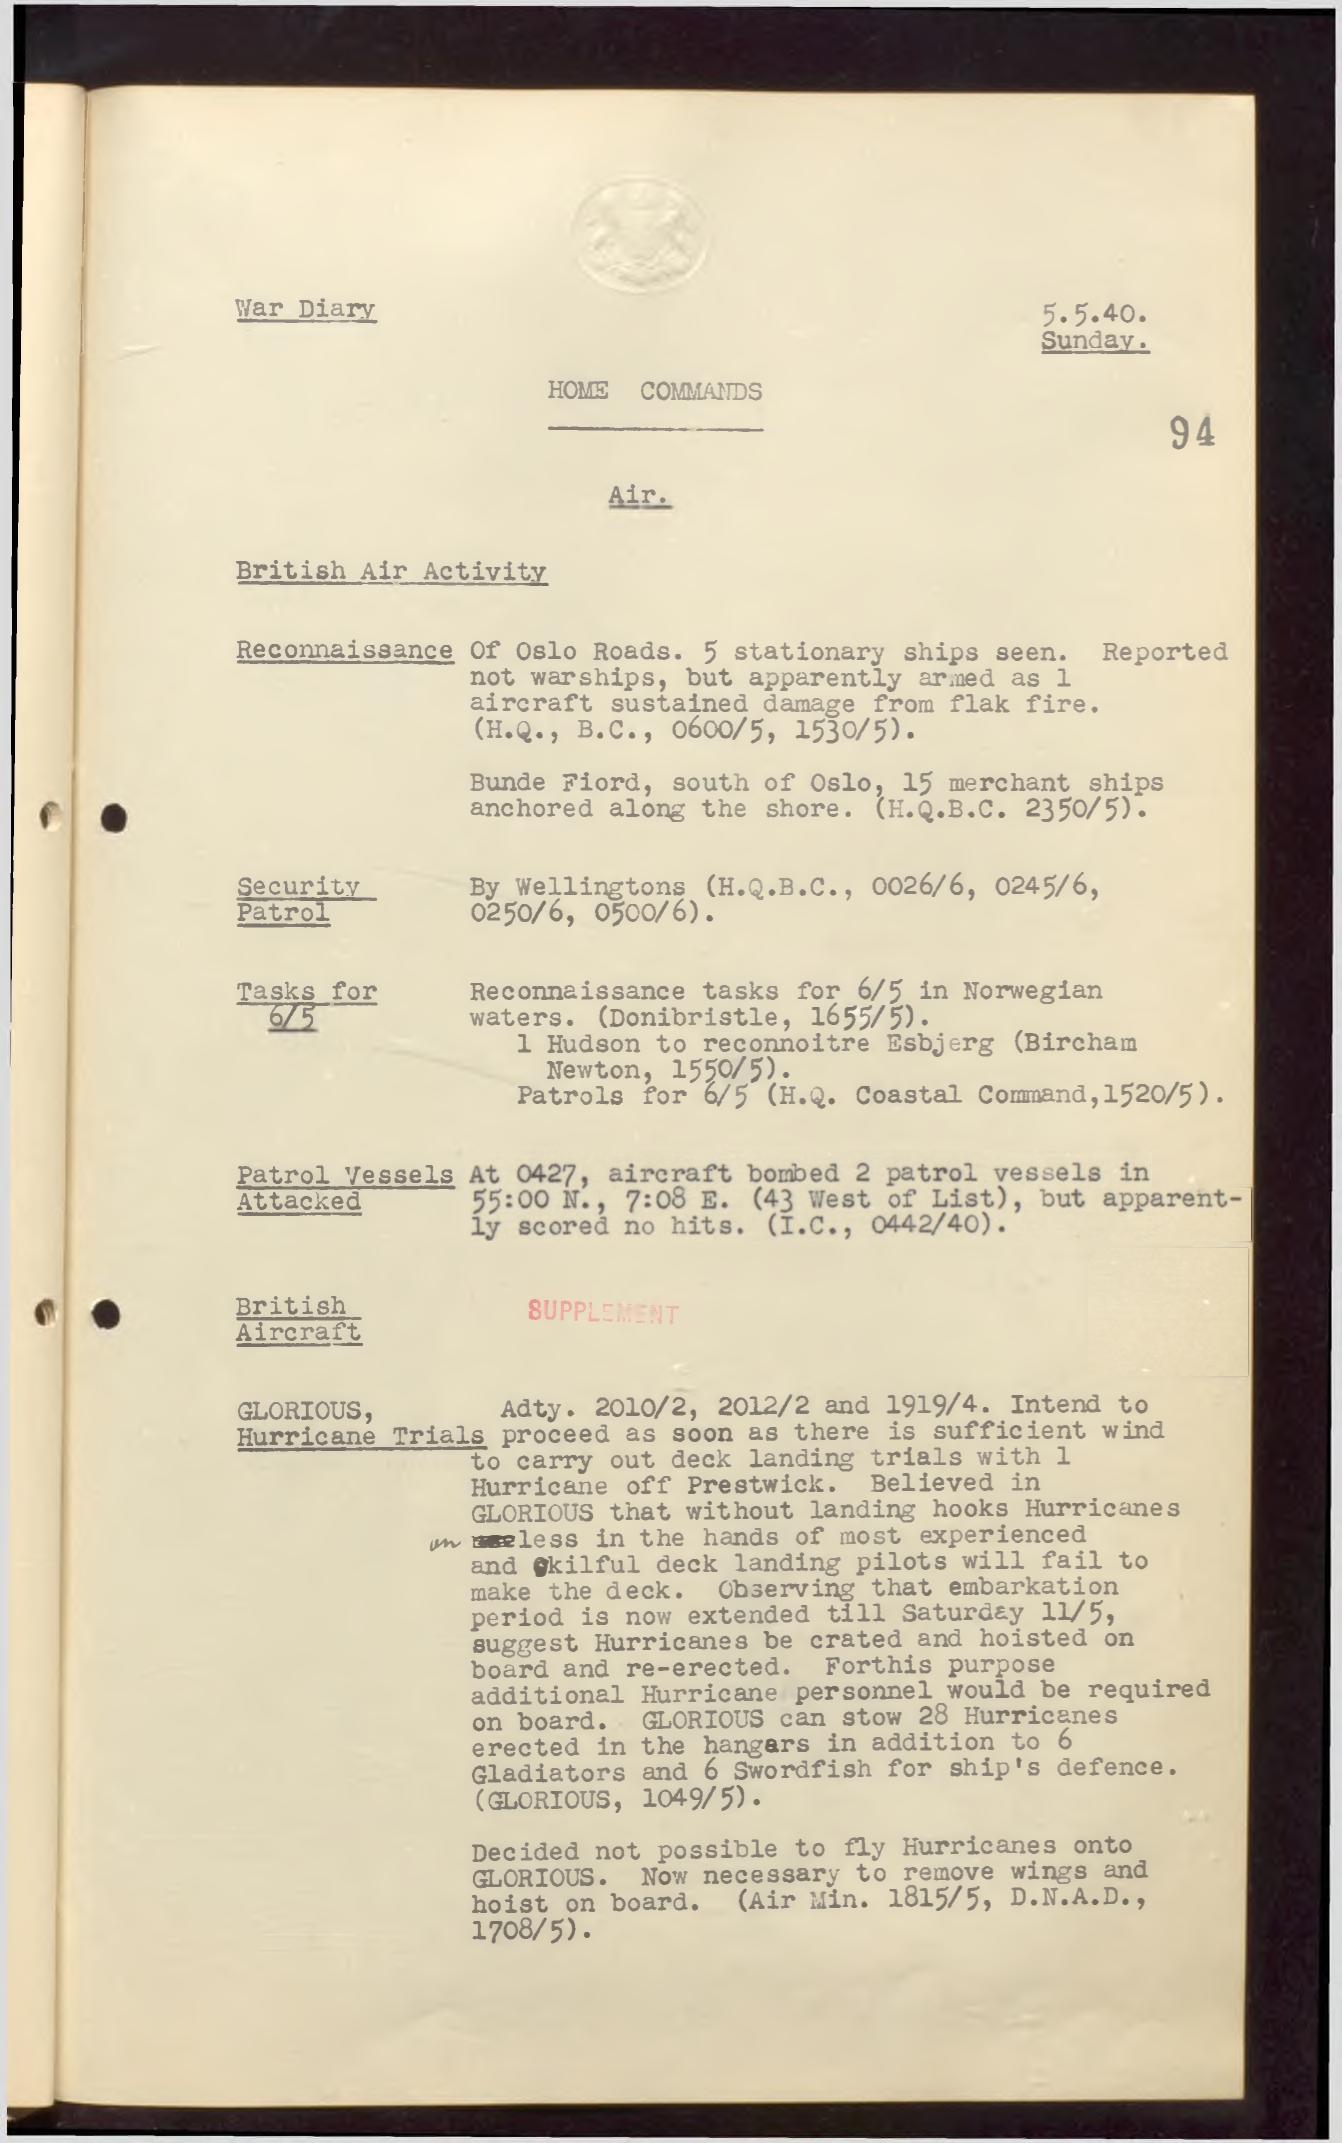 War Diary
5.5.40.
Sunday.
HOME COMMANDS
94
Air.
British Air Activity
Reconnaissance Of Oslo Roads. 5 stationary ships seen. Reported
not warships, but apparently armed as 1
aircraft sustained damage from flak fire.
(H.Q., B.C., 0600/5, 1530/5).
Bunde Fiord, south of Oslo, 15 merchant ships
anchored along the shore. (H.Q.B.C. 2350/5).
Security By Wellingtons (H.Q.B.C., 0026/6, 0245/6,
Patrol 0250/6, 0500/6).
Tasks for Reconnaissance tasks for 6/5 in Norwegian
6/5 waters. (Donibristle, 1655/5).
1 Hudson to reconnoitre Esbjerg (Bircham
Newton, 1550/5).
Patrols for 6/5 (H.Q. Coastal Command,1520/5).
Patrol Vessels At 0427, aircraft bombed 2 patrol vessels in
Attacked 55:00 N., 7:08 E. (43 West of List), but apparent-
ly scored no hits. (I.C., 0442/40).
British SUPPLEMENT
Aircraft
GLORIOUS, Adty. 2010/2, 2012/2 and 1919/4. Intend to
Hurricane Trials proceed as soon as there is sufficient wind
to carry out deck landing trials with 1
Hurricane off Prestwick. Believed in
GLORIOUS that without landing hooks Hurricanes
un less in the hands of most experienced
and skilful deck landing pilots will fail to
make the deck. Observing that embarkation
period is now extended till Saturday 11/5,
suggest Hurricanes be crated and hoisted on
board and re-erected. Forthis purpose
additional Hurricane personnel would be required
on board. GLORIOUS can stow 28 Hurricanes
erected in the hangars in addition to 6
Gladiators and 6 Swordfish for ship's defence.
(GLORIOUS, 1049/5).
Decided not possible to fly Hurricanes onto
GLORIOUS. Now necessary to remove wings and
hoist on board. (Air Min. 1815/5, D.N.A.D.,
1708/5).